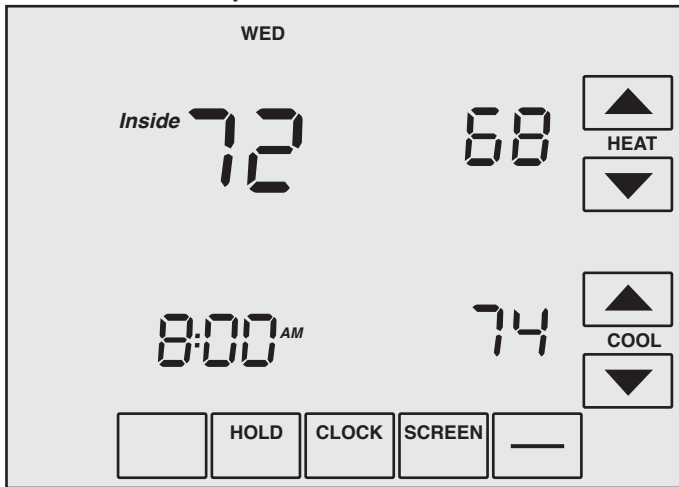 WED
Inside 72
68
HEAT
8:00 AM
74
COOL
HOLD CLOCK SCREEN